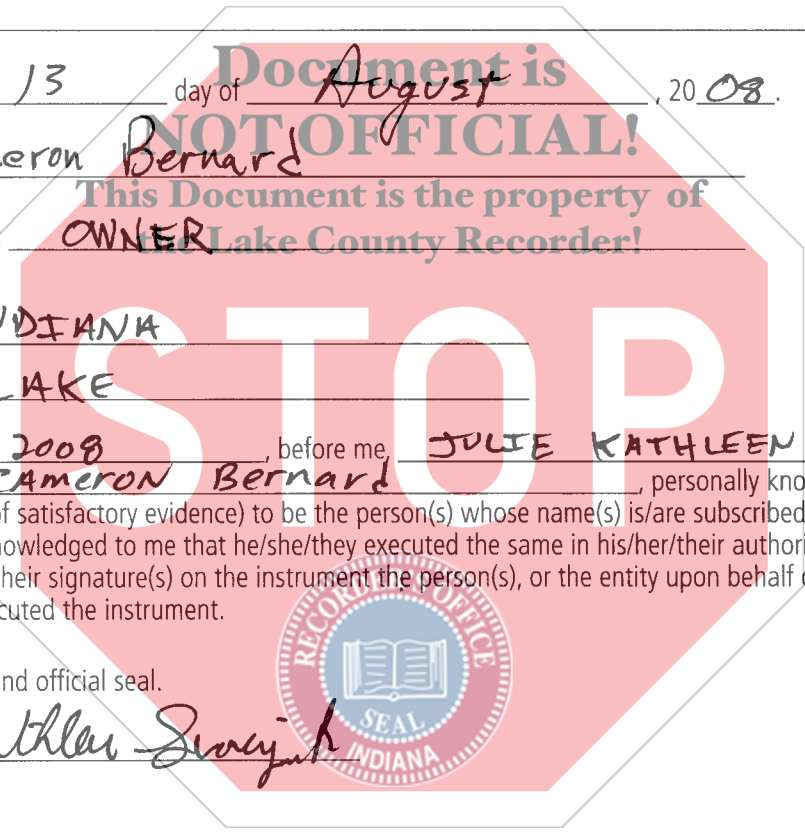 Document is
13 day of August, 20 08.
NOT OFFICIAL!
eron Bernard
This Document is the property of
OWNER
the Lake County Recorder!
NDIANA
STOP
LAKE
2008, before me, JULIE KATHLEEN
Cameron Bernard, personally kno
of satisfactory evidence) to be the person(s) whose name(s) is/are subscribed
nowledged to me that he/she/they executed the same in his/her/their authori
heir signature(s) on the instrument the person(s), or the entity upon behalf o
cuted the instrument.
RECORDER'S OFFICE
SEAL
INDIANA
nd official seal.